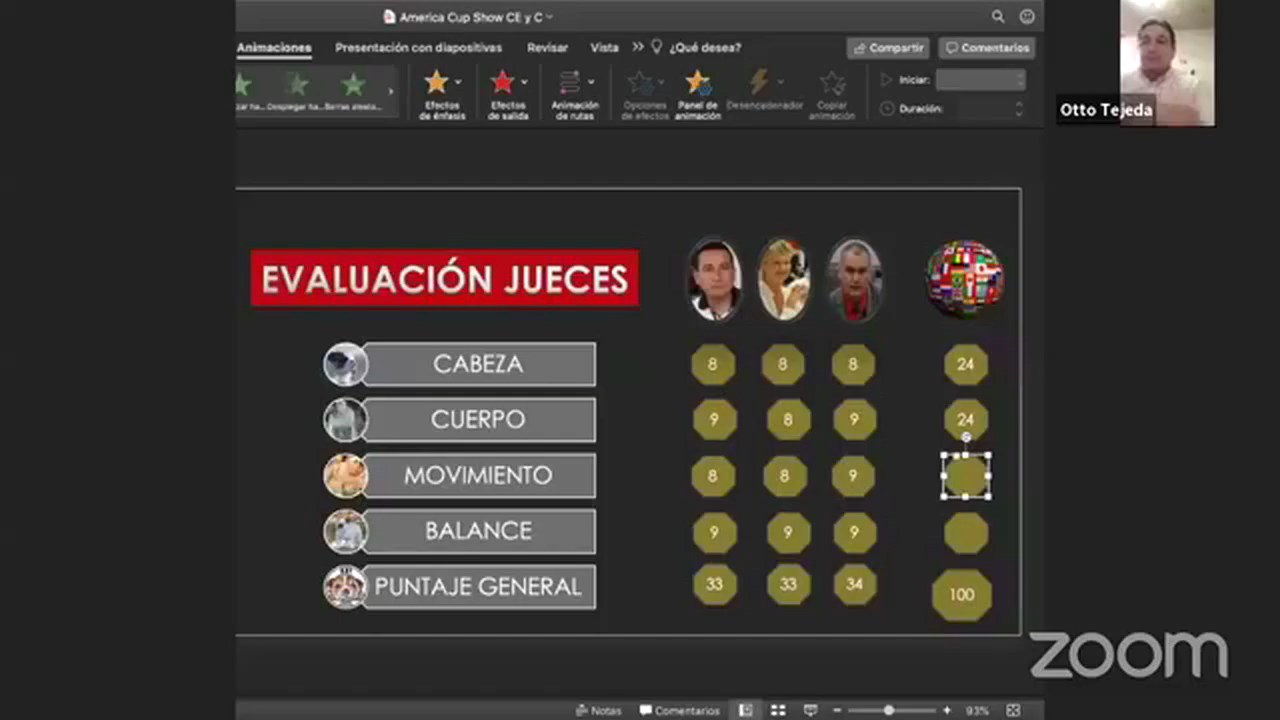 America Cup Show CE y C
Animaciones Presentación con diapositivas Revisar Vista ¿Qué desea? Compartir Comentarios
Efectos de énfasis
Efectos de salida
Animación de rutas
Opciones de efectos
Panel de animación
Desencadenador
Copiar animación
Iniciar:
Duración:
Otto Tejeda
EVALUACIÓN JUECES
CABEZA 8 8 8 24
CUERPO 9 8 9 24
MOVIMIENTO 8 8 9
BALANCE 9 9 9
PUNTAJE GENERAL 33 33 34 100
zoom
Notas Comentarios 93%